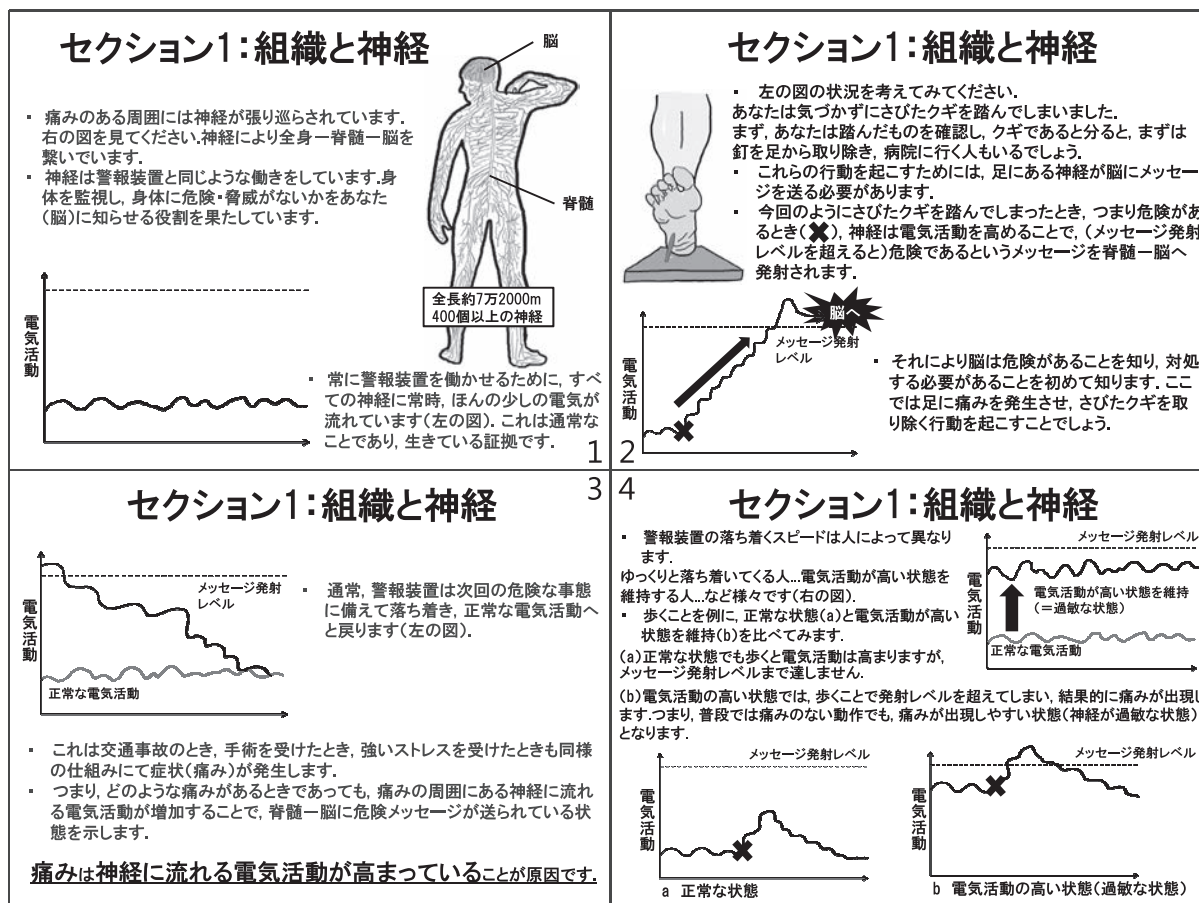 セクション1:組織と神経
脳
脊髄
▪ 痛みのある周囲には神経が張り巡らされています.
右の図を見てください.神経により全身ー脊髄ー脳を
繋いでいます.
▪ 神経は警報装置と同じような働きをしています.身
体を監視し, 身体に危険・脅威がないかをあなた
(脳)に知らせる役割を果たしています.
全長約7万2000m
400個以上の神経
電気活動
▪ 常に警報装置を働かせるために, すべ
ての神経に常時, ほんの少しの電気が
流れています(左の図). これは通常な
ことであり, 生きている証拠です.
1
セクション1:組織と神経
▪ 左の図の状況を考えてみてください.
あなたは気づかずにさびたクギを踏んでしまいました.
まず, あなたは踏んだものを確認し, クギであると分ると, まずは
釘を足から取り除き, 病院に行く人もいるでしょう.
▪ これらの行動を起こすためには, 足にある神経が脳にメッセー
ジを送る必要があります.
▪ 今回のようにさびたクギを踏んでしまったとき, つまり危険があ
るとき(✖), 神経は電気活動を高めることで, (メッセージ発射
レベルを超えると)危険であるというメッセージを脊髄ー脳へ
発射されます.
脳へ
メッセージ発射
レベル
電気活動
▪ それにより脳は危険があることを知り, 対処
する必要があることを初めて知ります. ここ
では足に痛みを発生させ, さびたクギを取
り除く行動を起こすことでしょう.
2
3
セクション1:組織と神経
メッセージ発射
レベル
電気活動
正常な電気活動
▪ 通常, 警報装置は次回の危険な事態
に備えて落ち着き, 正常な電気活動へ
と戻ります(左の図).
▪ これは交通事故のとき, 手術を受けたとき, 強いストレスを受けたときも同様
の仕組みにて症状(痛み)が発生します.
▪ つまり, どのような痛みがあるときであっても, 痛みの周囲にある神経に流れ
る電気活動が増加することで, 脊髄ー脳に危険メッセージが送られている状
態を示します.
痛みは神経に流れる電気活動が高まっていることが原因です.
4
セクション1:組織と神経
▪ 警報装置の落ち着くスピードは人によって異なり
ます.
ゆっくりと落ち着いてくる人...電気活動が高い状態を
維持する人...など様々です(右の図).
▪ 歩くことを例に, 正常な状態(a)と電気活動が高い
状態を維持(b)を比べてみます.
(a)正常な状態でも歩くと電気活動は高まりますが,
メッセージ発射レベルまで達しません.
メッセージ発射レベル
電気活動
電気活動が高い状態を維持
(=過敏な状態)
正常な電気活動
(b)電気活動の高い状態では, 歩くことで発射レベルを超えてしまい, 結果的に痛みが出現し
ます.つまり, 普段では痛みのない動作でも, 痛みが出現しやすい状態(神経が過敏な状態)
となります.
メッセージ発射レベル
電気活動
a 正常な状態
メッセージ発射レベル
電気活動
b 電気活動の高い状態(過敏な状態)